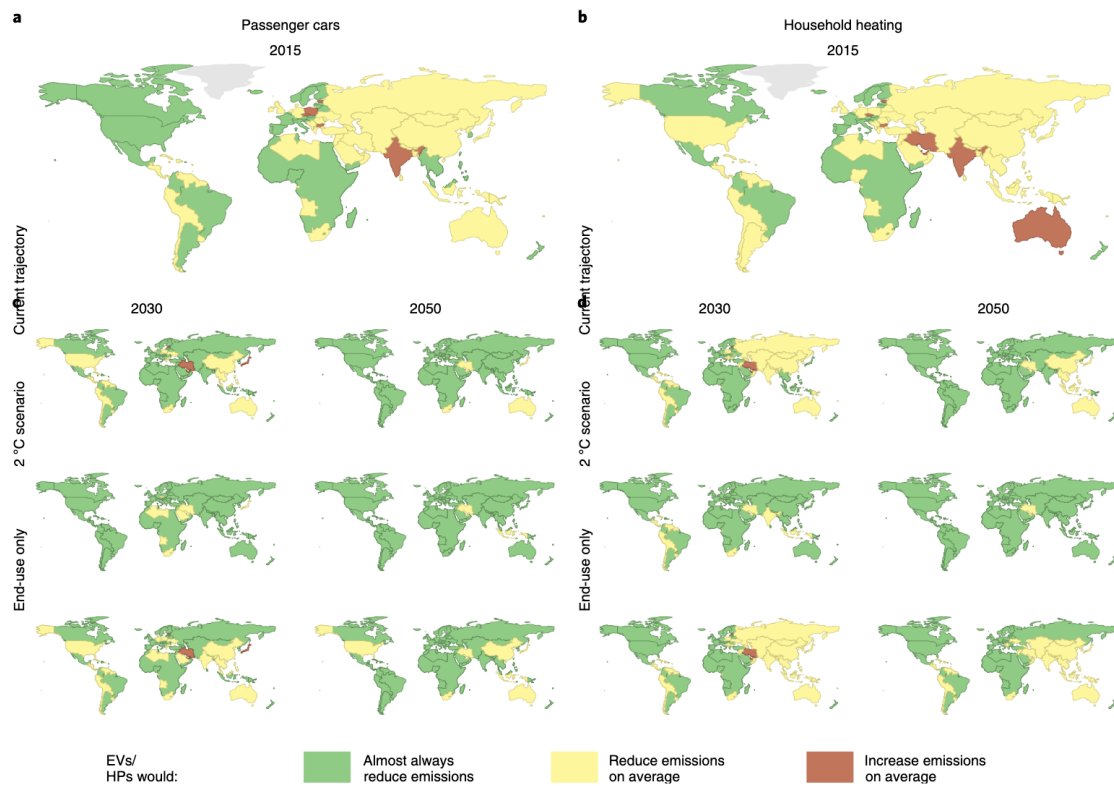 a
Passenger cars
2015
b
Household heating
2015
Current trajectory
2030
2050
d
2030
2050
Current trajectory
2 °C scenario
2 °C scenario
End-use only
End-use only
EVs/
HPs would:
Almost always
reduce emissions
Reduce emissions
on average
Increase emissions
on average